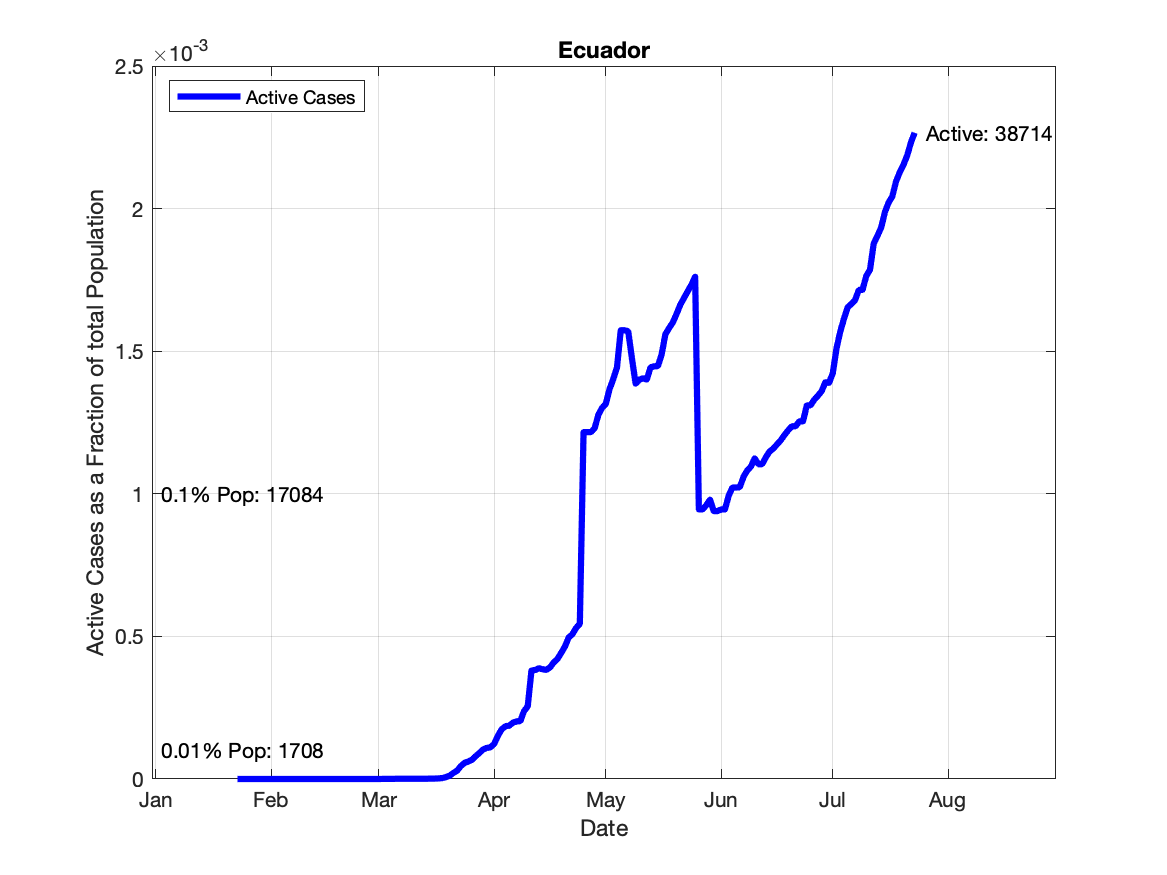 Ecuador
×10-3
2.5
2
1.5
1
0.5
0
Active Cases
Active: 38714
0.1% Pop: 17084
0.01% Pop: 1708
Active Cases as a Fraction of total Population
Jan Feb Mar Apr May Jun Jul Aug
Date